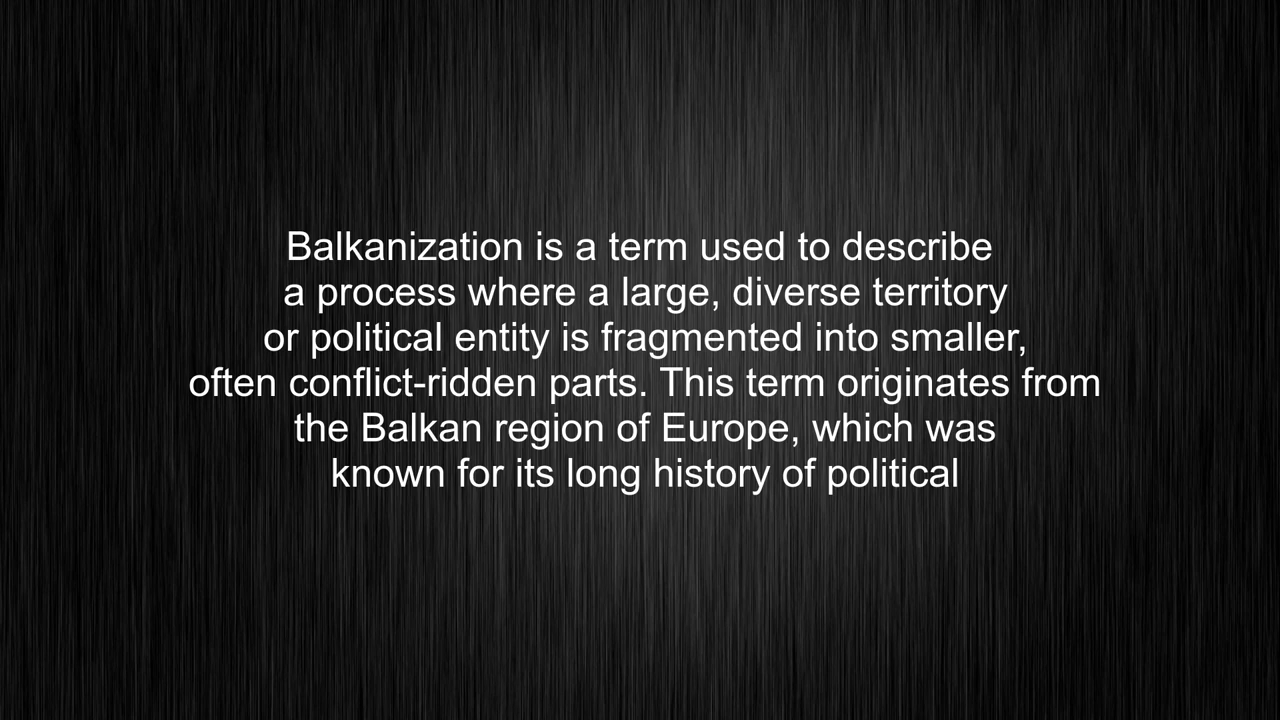 Balkanization is a term used to describe
a process where a large, diverse territory
or political entity is fragmented into smaller,
often conflict-ridden parts. This term originates from
the Balkan region of Europe, which was
known for its long history of political